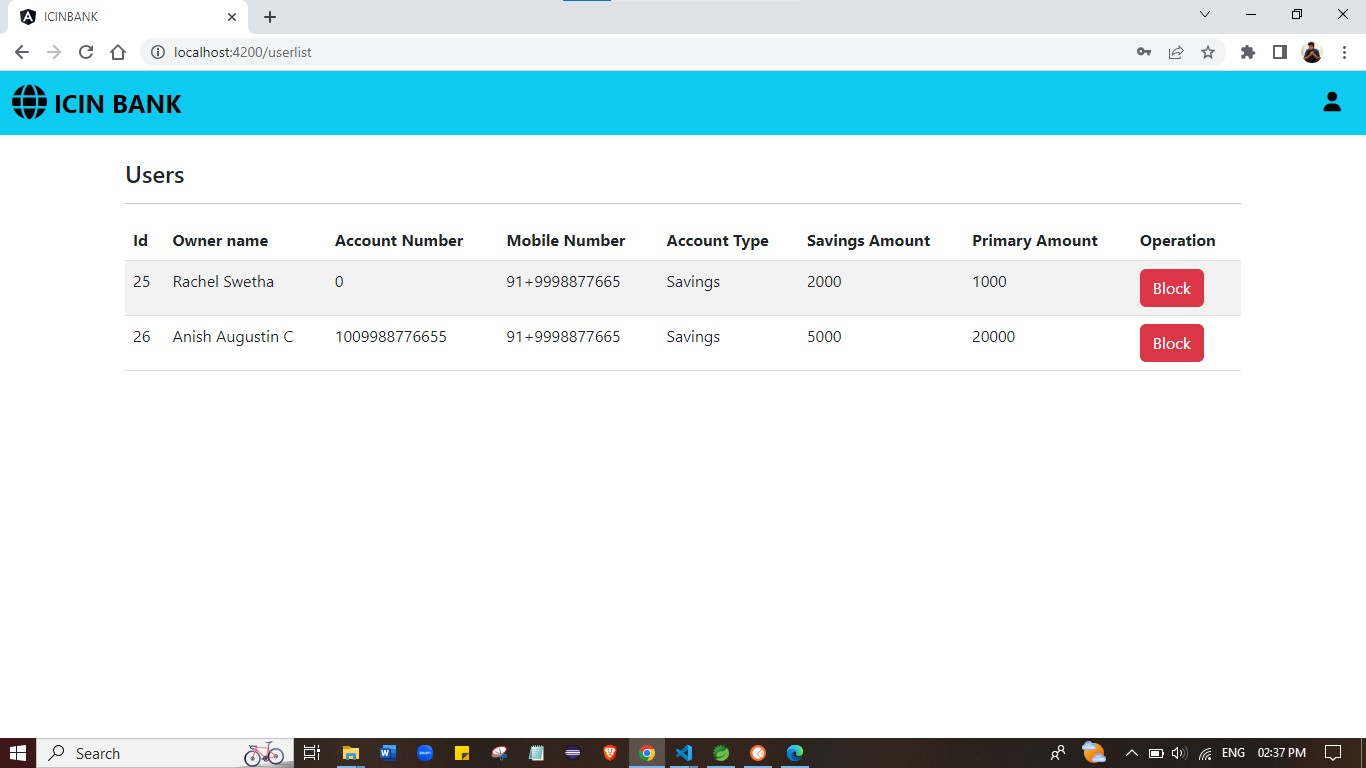 ICINBANK
localhost:4200/userlist
ICIN BANK
Users
Id Owner name Account Number Mobile Number Account Type Savings Amount Primary Amount Operation
25 Rachel Swetha 0 91+9998877665 Savings 2000 1000 Block
26 Anish Augustin C 1009988776655 91+9998877665 Savings 5000 20000 Block
Search ENG 02:37 PM